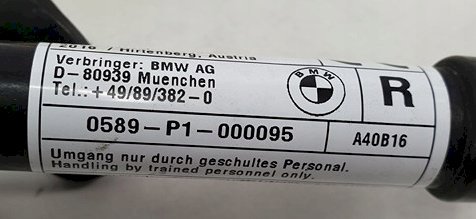 2016 / Hirtenberg, Austria
Verbringer: BMW AG
D-80939 Muenchen
Tel.: +49/89/382-0
BMW
R
0589-P1-000095
A40B16
Umgang nur durch geschultes Personal.
Handling by trained personnel only.